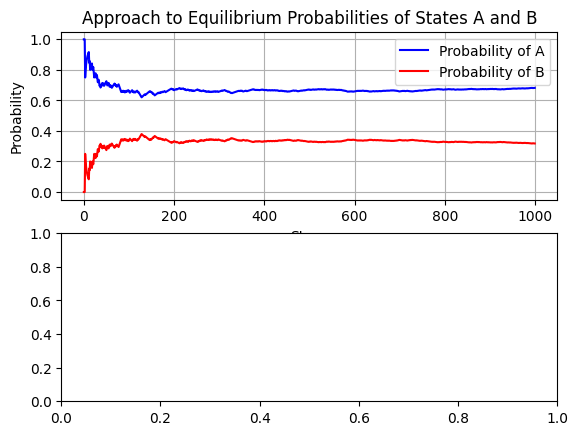 Approach to Equilibrium Probabilities of States A and B
1.0
0.8
0.6
0.4
0.2
0.0
Probability
Probability of A
Probability of B
0 200 400 600 800 1000
1.0
0.8
0.6
0.4
0.2
0.0
0.0 0.2 0.4 0.6 0.8 1.0